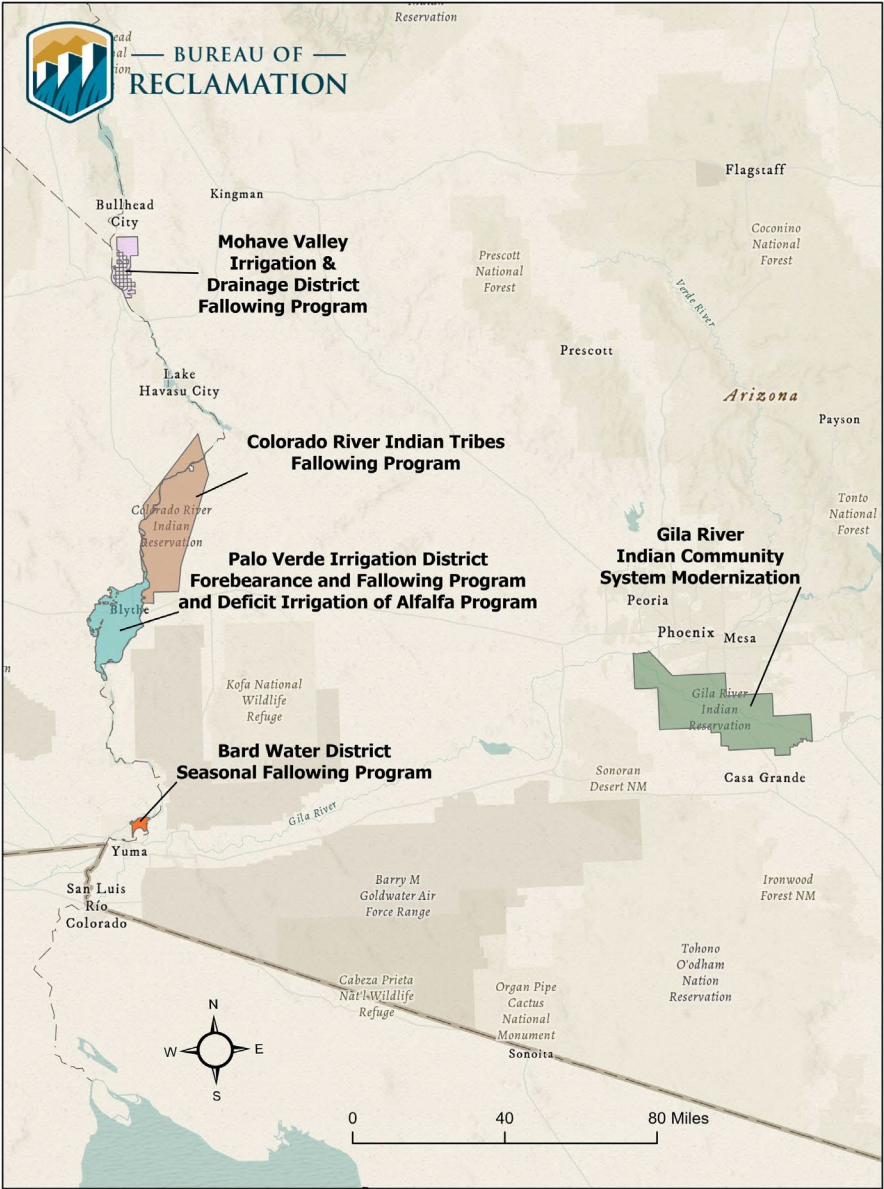 Indian
Reservation
BUREAU OF
RECLAMATION
Flagstaff
Kingman
Bullhead
City
Mohave Valley
Irrigation &
Drainage District
Fallowing Program
Coconino
National
Forest
Prescott
National
Forest
Verde River
Prescott
Lake
Havasu City
Arizona
Payson
Colorado River Indian Tribes
Fallowing Program
Tonto
National
Forest
Colorado River
Indian
Reservation
Gila River
Indian Community
System Modernization
Palo Verde Irrigation District
Forebearance and Fallowing Program
and Deficit Irrigation of Alfalfa Program
Peoria
Blythe
Phoenix
Mesa
Kofa National
Wildlife
Refuge
Gila River
Indian
Reservation
Bard Water District
Seasonal Fallowing Program
Sonoran
Desert NM
Casa Grande
Gila River
Yuma
San Luis
Río
Colorado
Barry M
Goldwater Air
Force Range
Ironwood
Forest NM
Tohono
O'odham
Nation
Reservation
Cabeza Prieta
Nat'l Wildlife
Refuge
Organ Pipe
Cactus
National
Monument
Sonoita
N
W
E
S
0
40
80 Miles